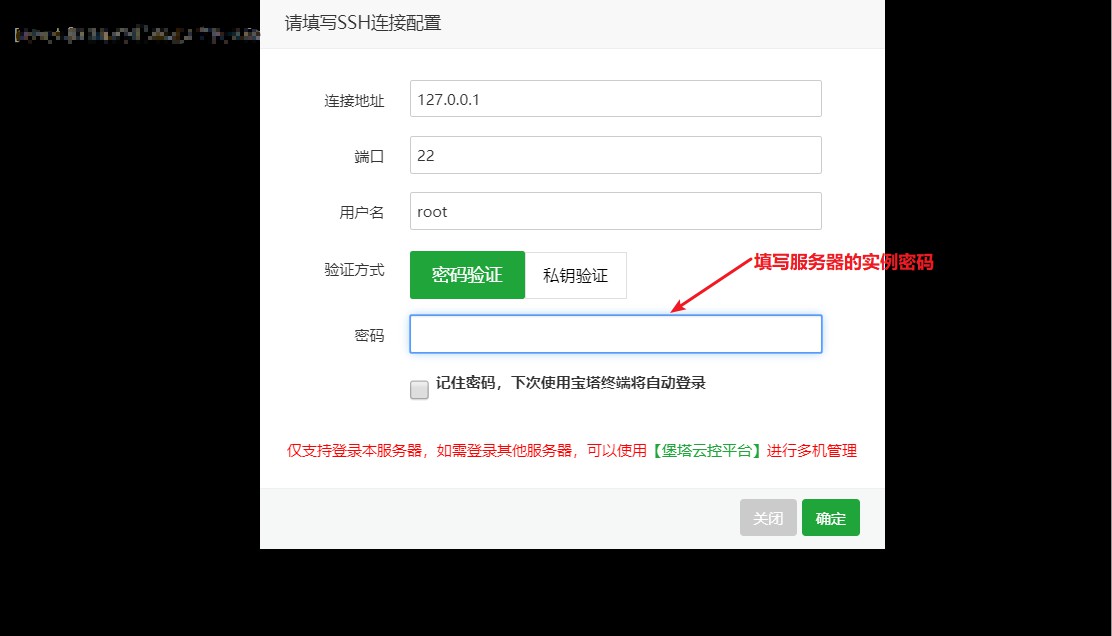 请填写SSH连接配置
连接地址
127.0.0.1
端口
22
用户名
root
验证方式
密码验证
私钥验证
填写服务器的实例密码
密码
记住密码，下次使用宝塔终端将自动登录
仅支持登录本服务器，如需登录其他服务器，可以使用【堡塔云控平台】进行多机管理
关闭
确定